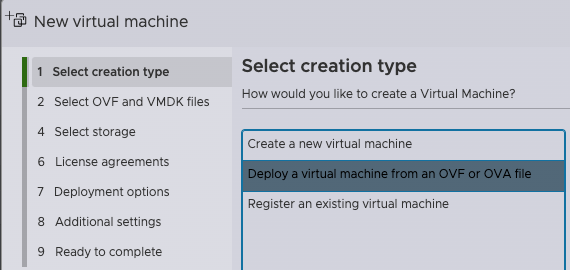 New virtual machine
1 Select creation type
2 Select OVF and VMDK files
4 Select storage
6 License agreements
7 Deployment options
8 Additional settings
9 Ready to complete
Select creation type
How would you like to create a Virtual Machine?
Create a new virtual machine
Deploy a virtual machine from an OVF or OVA file
Register an existing virtual machine